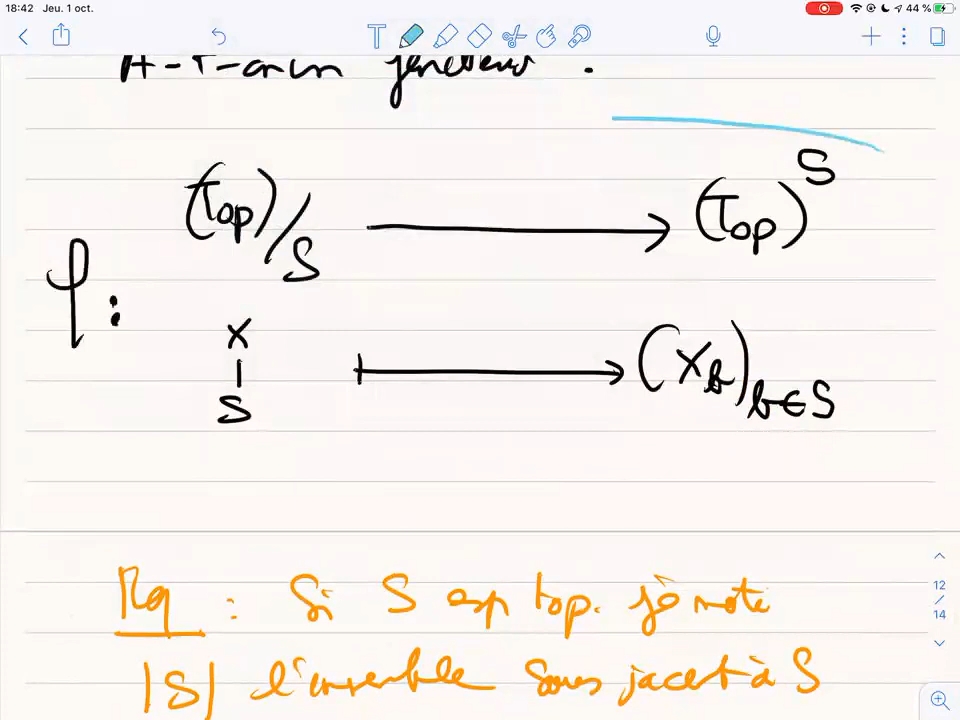 18:42 Jeu. 1 oct. 44 %
(Top)/S ⟶ (Top)^S
φ :
X ⟼ (X_b)_{b∈S}
|
S
Rq : Si S esp top. je note
|S| l'ensemble sous jacent à S
12
/
14